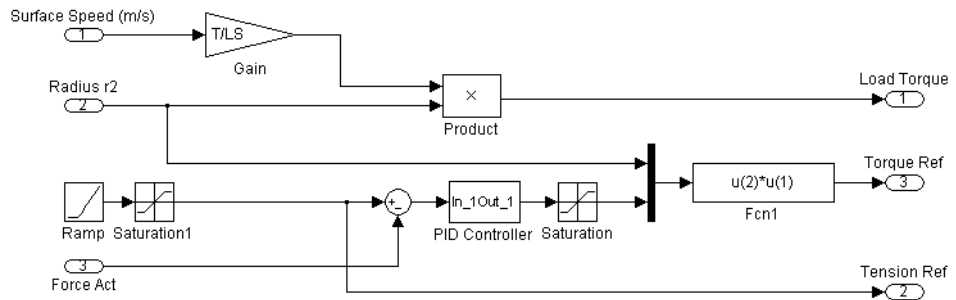 Surface Speed (m/s)
1
T/LS
Gain
Radius r2
2
×
Product
Load Torque
1
u(2)*u(1)
Fcn1
Torque Ref
3
Ramp
Saturation1
+
-
In_1Out_1
PID Controller
Saturation
3
Force Act
Tension Ref
2